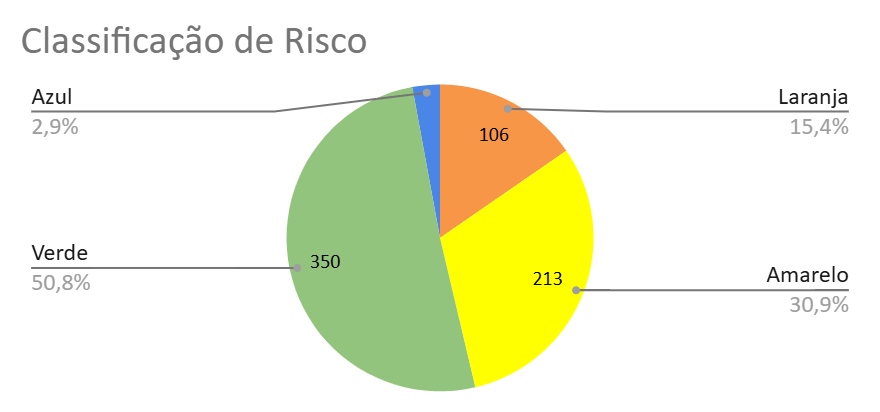 Classificação de Risco
Azul
2,9%
Laranja
15,4%
106
Verde
50,8%
350
213
Amarelo
30,9%